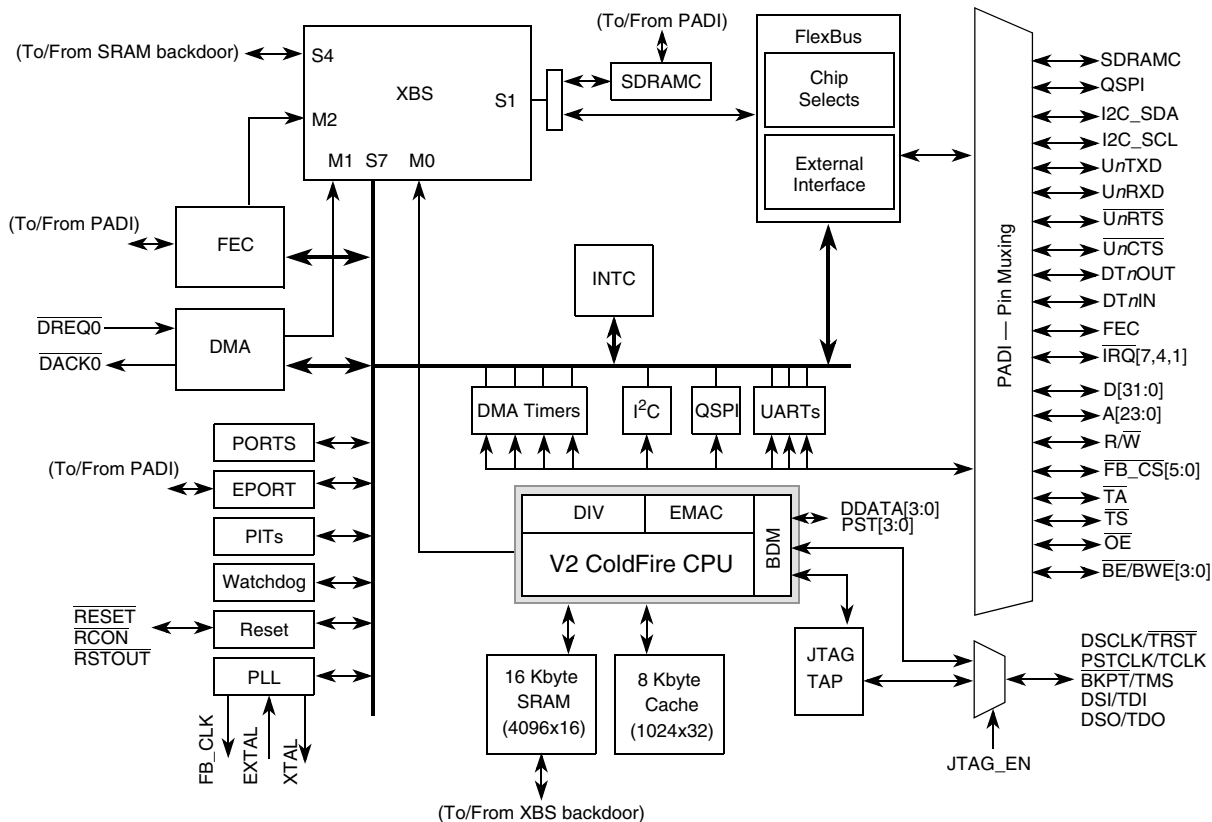 (To/From SRAM backdoor)
S4
XBS
S1
M2
M1 S7 M0
(To/From PADI)
SDRAMC
FlexBus
Chip
Selects
External
Interface
(To/From PADI)
FEC
DREQ0
DACK0
DMA
INTC
DMA Timers
I²C
QSPI
UARTs
PORTS
(To/From PADI)
EPORT
PITs
Watchdog
RESET
RCON
RSTOUT
Reset
PLL
FB_CLK
EXTAL
XTAL
DIV
EMAC
V2 ColdFire CPU
BDM
DDATA[3:0]
PST[3:0]
16 Kbyte
SRAM
(4096x16)
8 Kbyte
Cache
(1024x32)
(To/From XBS backdoor)
JTAG
TAP
JTAG_EN
DSCLK/TRST
PSTCLK/TCLK
BKPT/TMS
DSI/TDI
DSO/TDO
PADI — Pin Muxing
SDRAMC
QSPI
I2C_SDA
I2C_SCL
UnTXD
UnRXD
UnRTS
UnCTS
DTnOUT
DTnIN
FEC
IRQ[7,4,1]
D[31:0]
A[23:0]
R/W
FB_CS[5:0]
TA
TS
OE
BE/BWE[3:0]